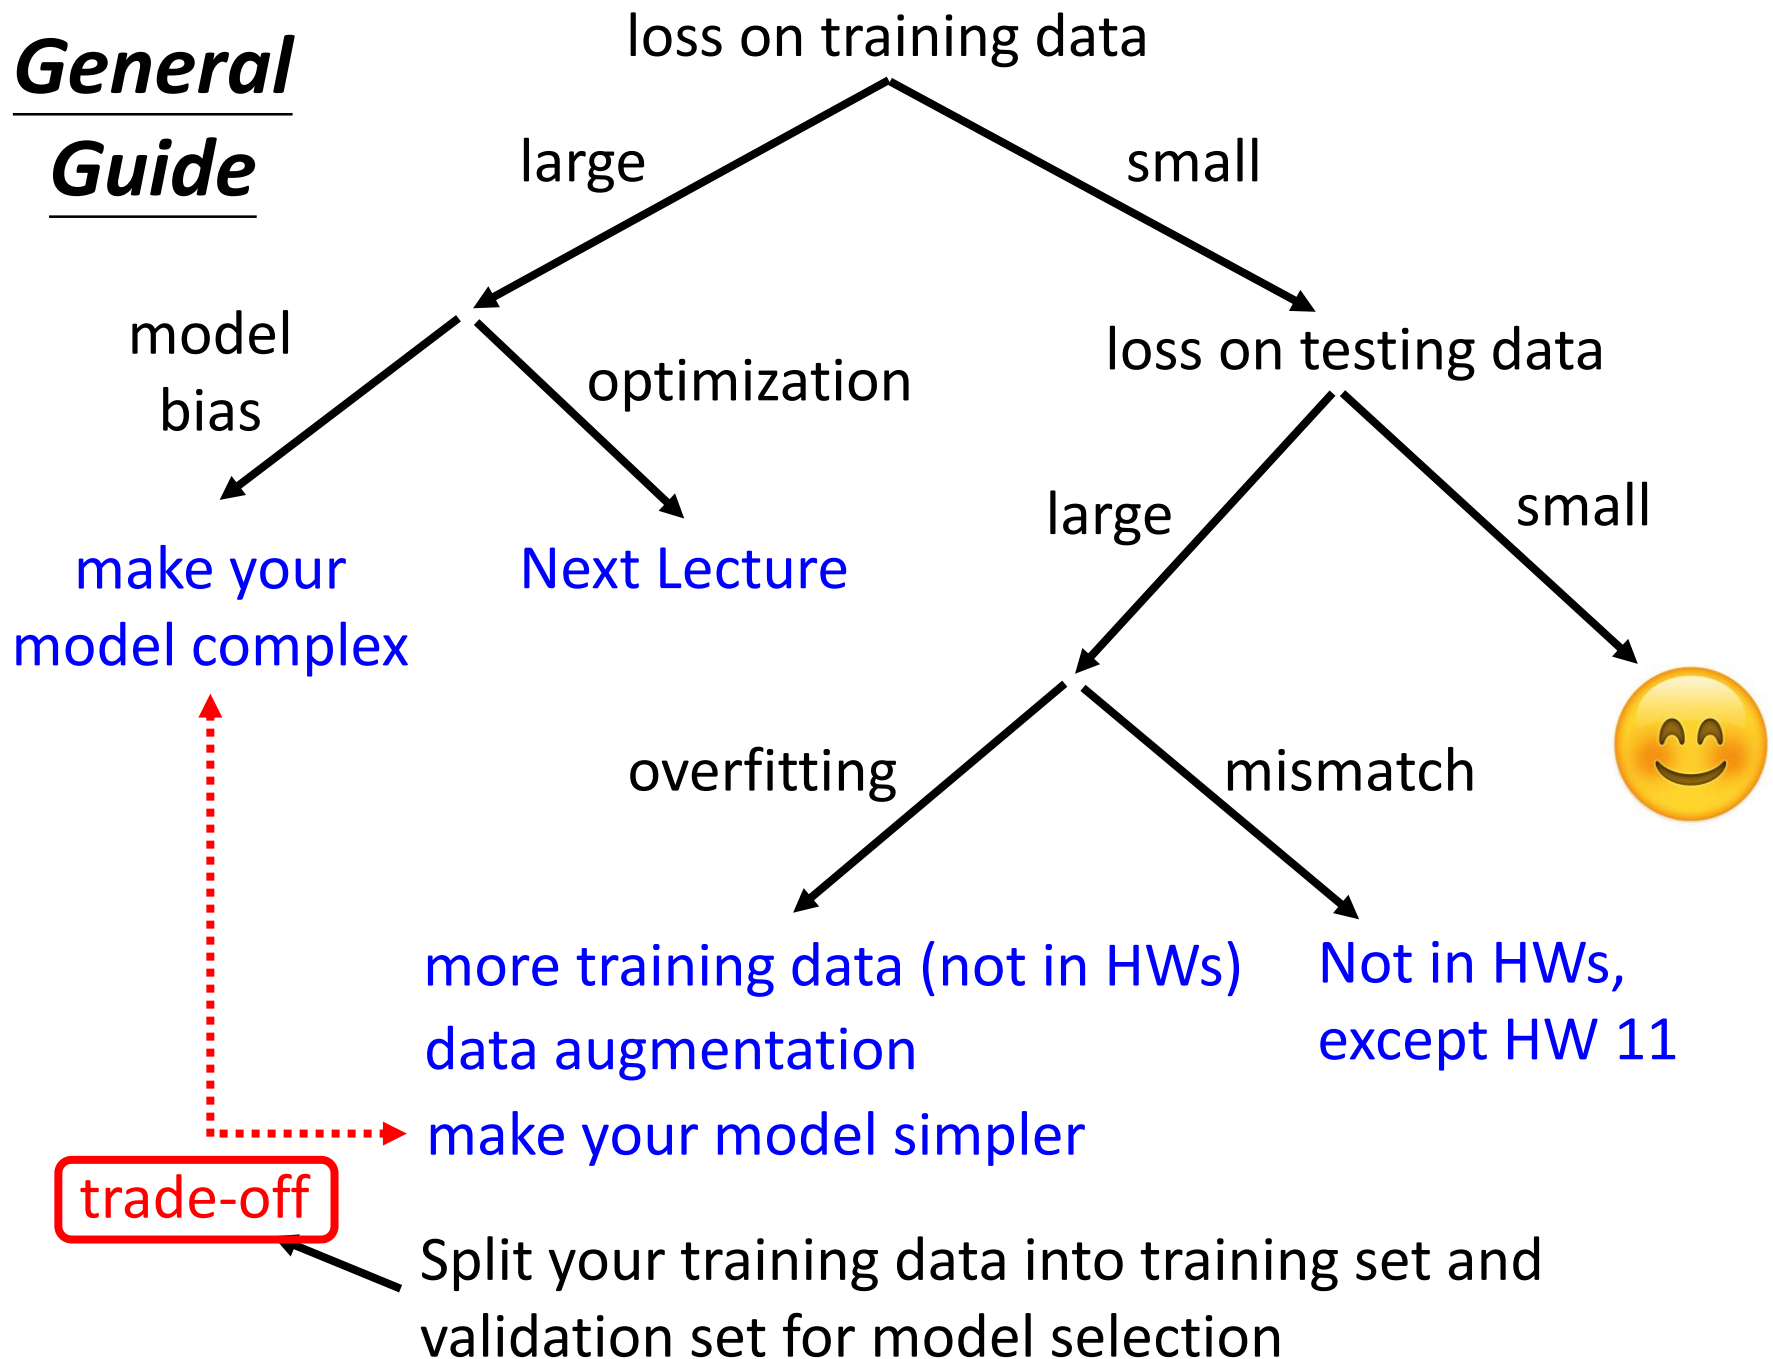 General
Guide
loss on training data
large
small
model
bias
optimization
loss on testing data
make your
model complex
Next Lecture
large
small
overfitting
mismatch
more training data (not in HWs)
data augmentation
make your model simpler
Not in HWs,
except HW 11
trade-off
Split your training data into training set and
validation set for model selection